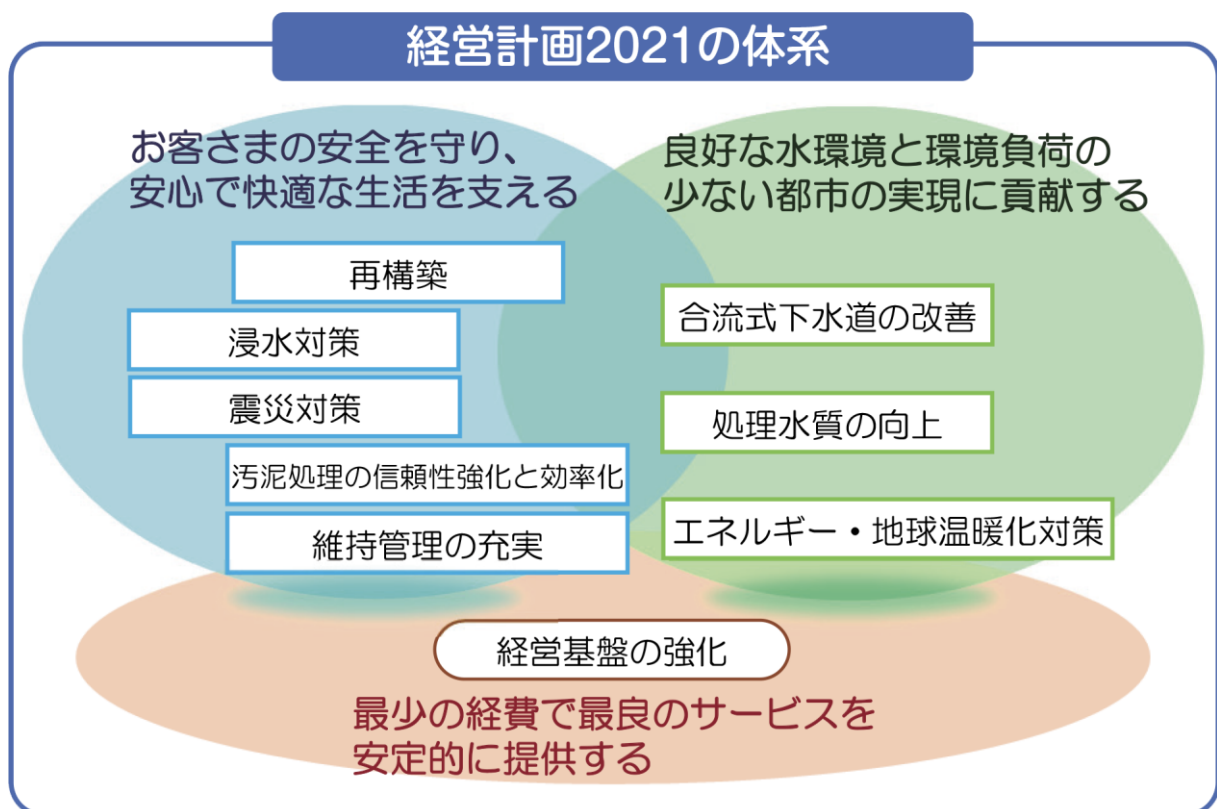 経営計画2021の体系
お客さまの安全を守り、
安心で快適な生活を支える
再構築
浸水対策
震災対策
汚泥処理の信頼性強化と効率化
維持管理の充実
良好な水環境と環境負荷の
少ない都市の実現に貢献する
合流式下水道の改善
処理水質の向上
エネルギー・地球温暖化対策
経営基盤の強化
最少の経費で最良のサービスを
安定的に提供する